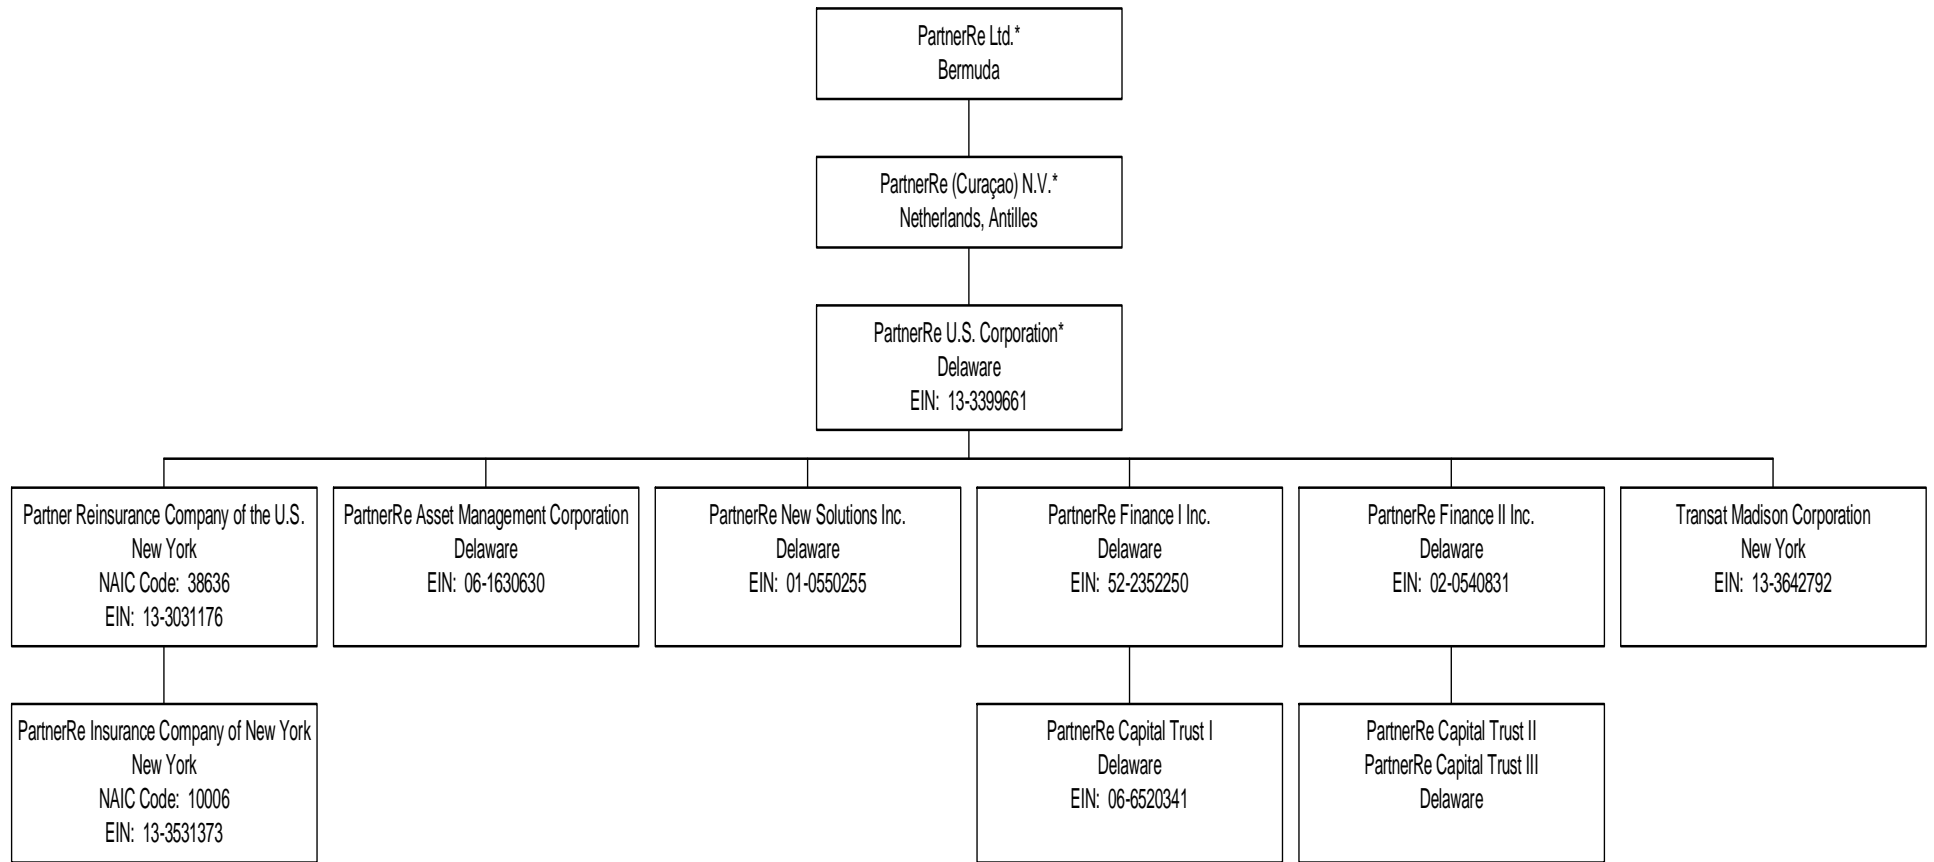 PartnerRe Ltd.*
Bermuda
PartnerRe (Curaçao) N.V.*
Netherlands, Antilles
PartnerRe U.S. Corporation*
Delaware
EIN: 13-3399661
Partner Reinsurance Company of the U.S.
New York
NAIC Code: 38636
EIN: 13-3031176
PartnerRe Asset Management Corporation
Delaware
EIN: 06-1630630
PartnerRe New Solutions Inc.
Delaware
EIN: 01-0550255
PartnerRe Finance I Inc.
Delaware
EIN: 52-2352250
PartnerRe Finance II Inc.
Delaware
EIN: 02-0540831
Transat Madison Corporation
New York
EIN: 13-3642792
PartnerRe Insurance Company of New York
New York
NAIC Code: 10006
EIN: 13-3531373
PartnerRe Capital Trust I
Delaware
EIN: 06-6520341
PartnerRe Capital Trust II
PartnerRe Capital Trust III
Delaware